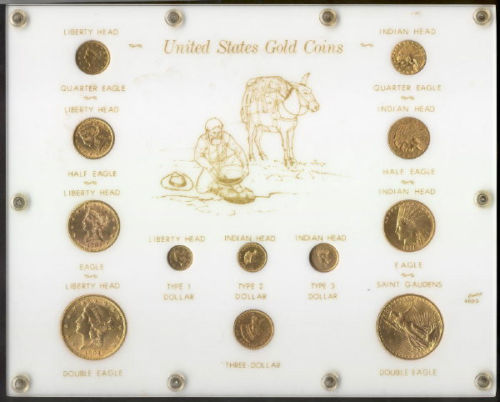 United States Gold Coins
LIBERTY HEAD
QUARTER EAGLE
LIBERTY HEAD
HALF EAGLE
LIBERTY HEAD
EAGLE
LIBERTY HEAD
DOUBLE EAGLE
LIBERTY HEAD
TYPE 1
DOLLAR
INDIAN HEAD
TYPE 2
DOLLAR
INDIAN HEAD
TYPE 3
DOLLAR
THREE-DOLLAR
INDIAN HEAD
QUARTER EAGLE
INDIAN HEAD
HALF EAGLE
INDIAN HEAD
EAGLE
SAINT GAUDENS
DOUBLE EAGLE